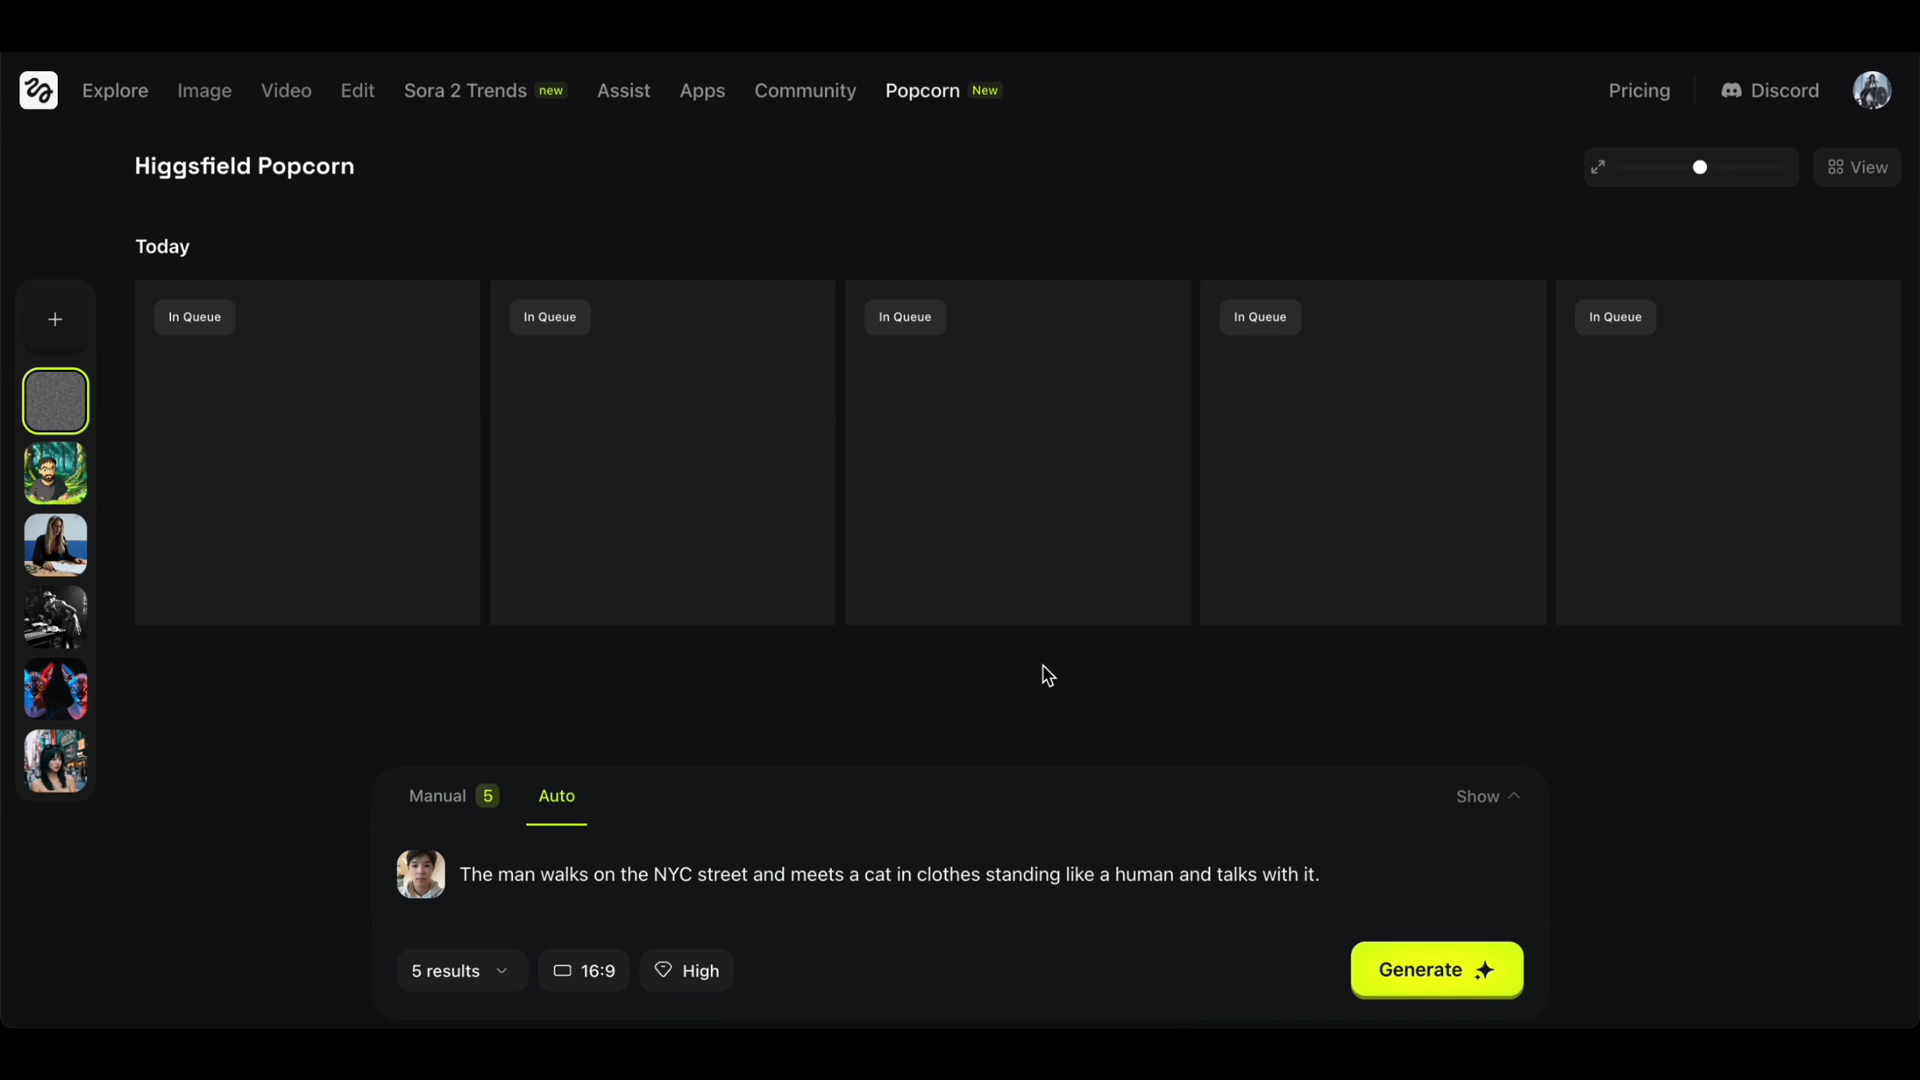 Explore Image Video Edit Sora 2 Trends new Assist Apps Community Popcorn New Pricing Discord
Higgsfield Popcorn
View
Today
In Queue In Queue In Queue In Queue In Queue
Manual 5 Auto Show
The man walks on the NYC street and meets a cat in clothes standing like a human and talks with it.
5 results 16:9 High Generate